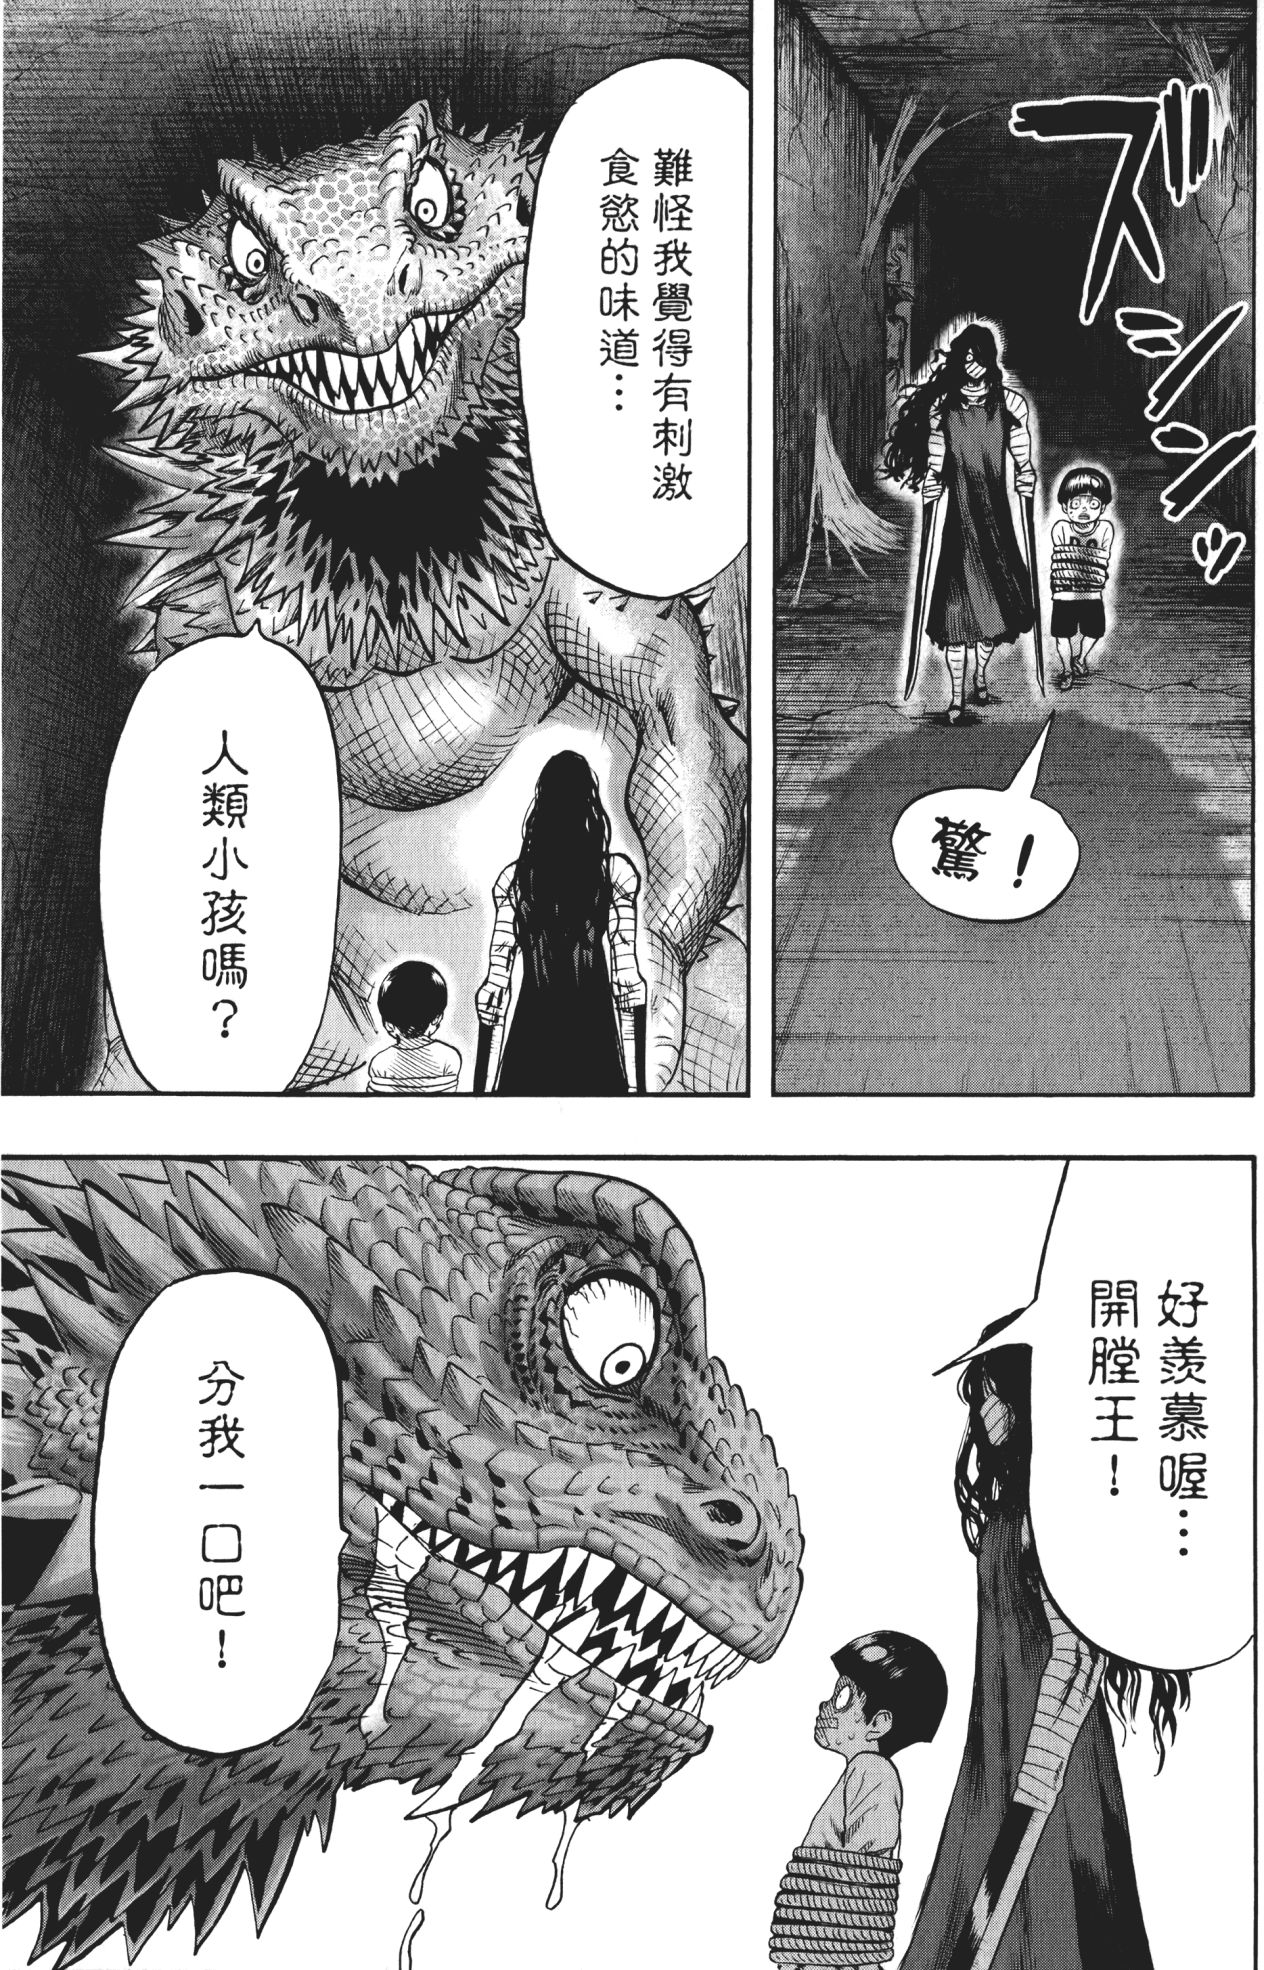 ズシンッ
驚！
難怪我覺得有刺激
食慾的味道…
人類小孩嗎？
好羨慕喔…
開膛王！
分我一口吧！